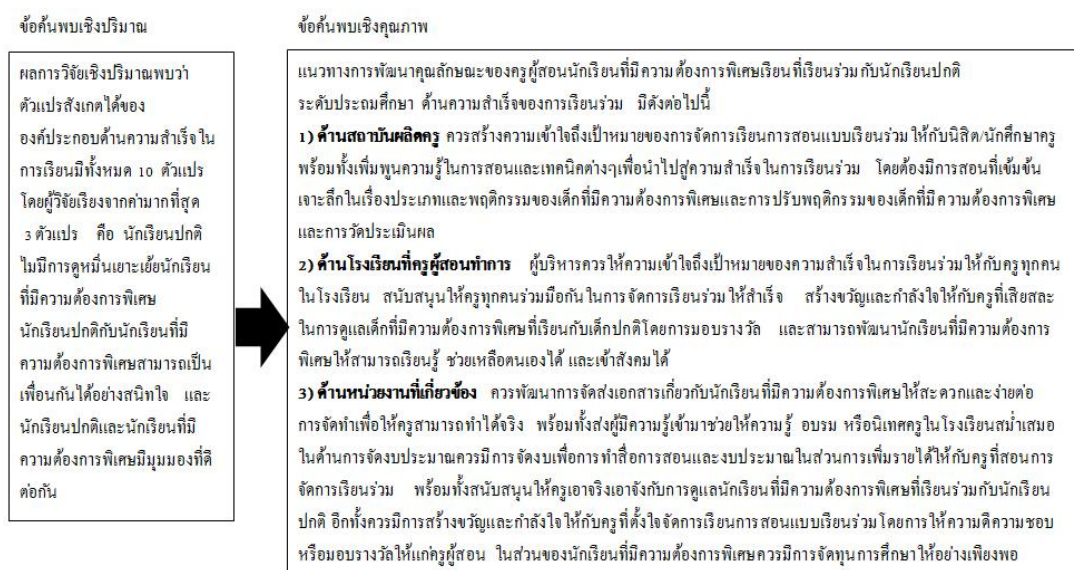 ข้อค้นพบเชิงปริมาณ
ผลการวิจัยเชิงปริมาณพบว่า
ตัวแปรสังเกตได้ของ
องค์ประกอบด้านความสำเร็จใน
การเรียนมีทั้งหมด 10 ตัวแปร
โดยผู้วิจัยเรียงจากค่ามากที่สุด
3 ตัวแปร คือ นักเรียนปกติ
ไม่มีการดูหมิ่นเยาะเย้ยนักเรียน
ที่มีความต้องการพิเศษ
นักเรียนปกติกับนักเรียนที่มี
ความต้องการพิเศษสามารถเป็น
เพื่อนกันได้อย่างสนิทใจ และ
นักเรียนปกติและนักเรียนที่มี
ความต้องการพิเศษมีมุมมองที่ดี
ต่อกัน
ข้อค้นพบเชิงคุณภาพ
แนวทางการพัฒนาคุณลักษณะของครูผู้สอนนักเรียนที่มีความต้องการพิเศษเรียนที่เรียนร่วมกับนักเรียนปกติ
ระดับประถมศึกษา ด้านความสำเร็จของการเรียนร่วม มีดังต่อไปนี้
1) ด้านสถาบันผลิตครู ควรสร้างความเข้าใจถึงเป้าหมายของการจัดการเรียนการสอนแบบเรียนร่วม ให้กับนิสิต/นักศึกษาครู
พร้อมทั้งเพิ่มพูนความรู้ในการสอนและเทคนิคต่างๆเพื่อนำไปสู่ความสำเร็จในการเรียนร่วม โดยต้องมีการสอนที่เข้มข้น
เจาะลึกในเรื่องประเภทและพฤติกรรมของเด็กที่มีความต้องการพิเศษและการปรับพฤติกรรมของเด็กที่มีความต้องการพิเศษ
และการวัดประเมินผล
2) ด้านโรงเรียนที่ครูผู้สอนทำการ ผู้บริหารควรให้ความเข้าใจถึงเป้าหมายของความสำเร็จในการเรียนร่วมให้กับครูทุกคน
ในโรงเรียน สนับสนุนให้ครูทุกคนร่วมมือกันในการจัดการเรียนร่วมให้สำเร็จ สร้างขวัญและกำลังใจให้กับครูที่เสียสละ
ในการดูแลเด็กที่มีความต้องการพิเศษที่เรียนกับเด็กปกติโดยการมอบรางวัล และสามารถพัฒนานักเรียนที่มีความต้องการ
พิเศษให้สามารถเรียนรู้ ช่วยเหลือตนเองได้ และเข้าสังคมได้
3) ด้านหน่วยงานที่เกี่ยวข้อง ควรพัฒนาการจัดส่งเอกสารเกี่ยวกับนักเรียนที่มีความต้องการพิเศษให้สะดวกและง่ายต่อ
การจัดทำเพื่อให้ครูสามารถทำได้จริง พร้อมทั้งส่งผู้มีความรู้เข้ามาช่วยให้ความรู้ อบรม หรือนิเทศครูในโรงเรียนสม่ำเสมอ
ในด้านการจัดงบประมาณควรมีการจัดงบเพื่อการทำสื่อการสอนและงบประมาณในส่วนการเพิ่มรายได้ให้กับครูที่สอนการ
จัดการเรียนร่วม พร้อมทั้งสนับสนุนให้ครูเอาจริงเอาจังกับการดูแลนักเรียนที่มีความต้องการพิเศษที่เรียนร่วมกับนักเรียน
ปกติ อีกทั้งควรมีการสร้างขวัญและกำลังใจให้กับครูที่ตั้งใจจัดการเรียนการสอนแบบเรียนร่วมโดยการให้ความดีความชอบ
หรือมอบรางวัลให้แก่ครูผู้สอน ในส่วนของนักเรียนที่มีความต้องการพิเศษควรมีการจัดทุนการศึกษาให้อย่างเพียงพอ